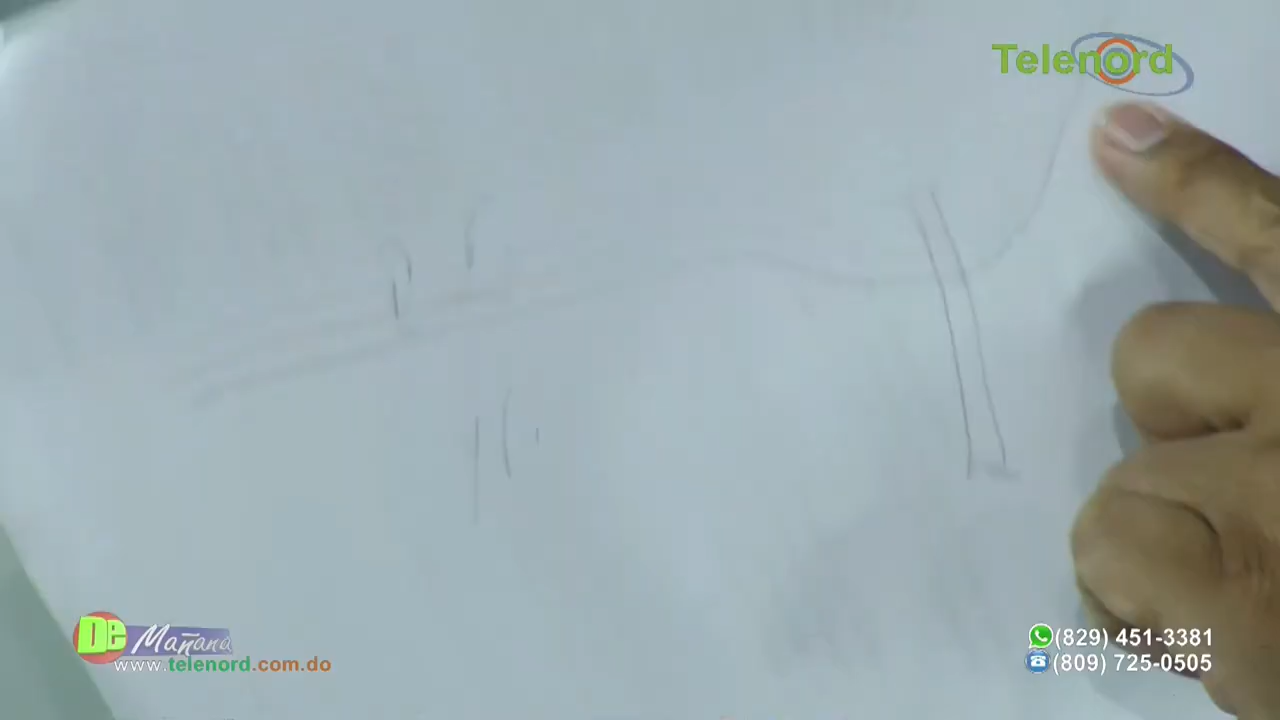 Telenord
De Mañana
www.telenord.com.do
(829) 451-3381
(809) 725-0505